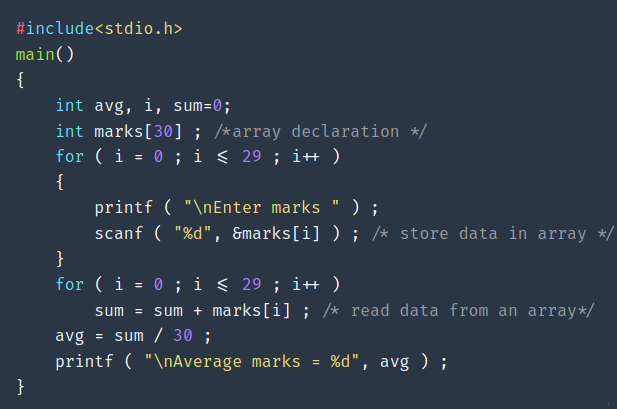 #include<stdio.h>
main()
{
    int avg, i, sum=0;
    int marks[30] ; /*array declaration */
    for ( i = 0 ; i <= 29 ; i++ )
    {
        printf ( "\nEnter marks " ) ;
        scanf ( "%d", &marks[i] ) ; /* store data in array */
    }
    for ( i = 0 ; i <= 29 ; i++ )
        sum = sum + marks[i] ; /* read data from an array*/
    avg = sum / 30 ;
    printf ( "\nAverage marks = %d", avg ) ;
}